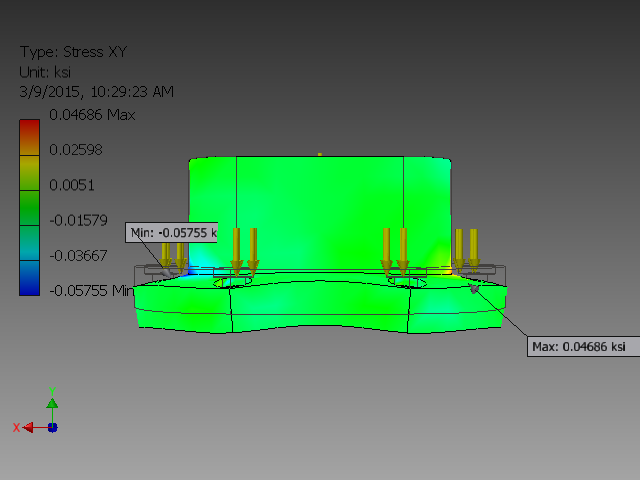 Type: Stress XY
Unit: ksi
3/9/2015, 10:29:23 AM
0.04686 Max
0.02598
0.0051
-0.01579
-0.03667
-0.05755 Min
Min: -0.05755 k
Max: 0.04686 ksi
Y
X